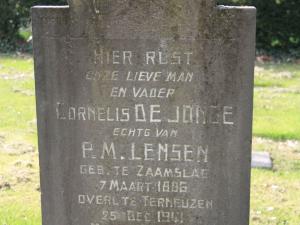 HIER RUST
ONZE LIEVE MAN
EN VADER
CORNELIS DE JONGE
ECHTG VAN
P.M. LENSEN
GEB. TE ZAAMSLAG
7 MAART 1886
OVERL. TE TERNEUZEN
25 DEC. 1941